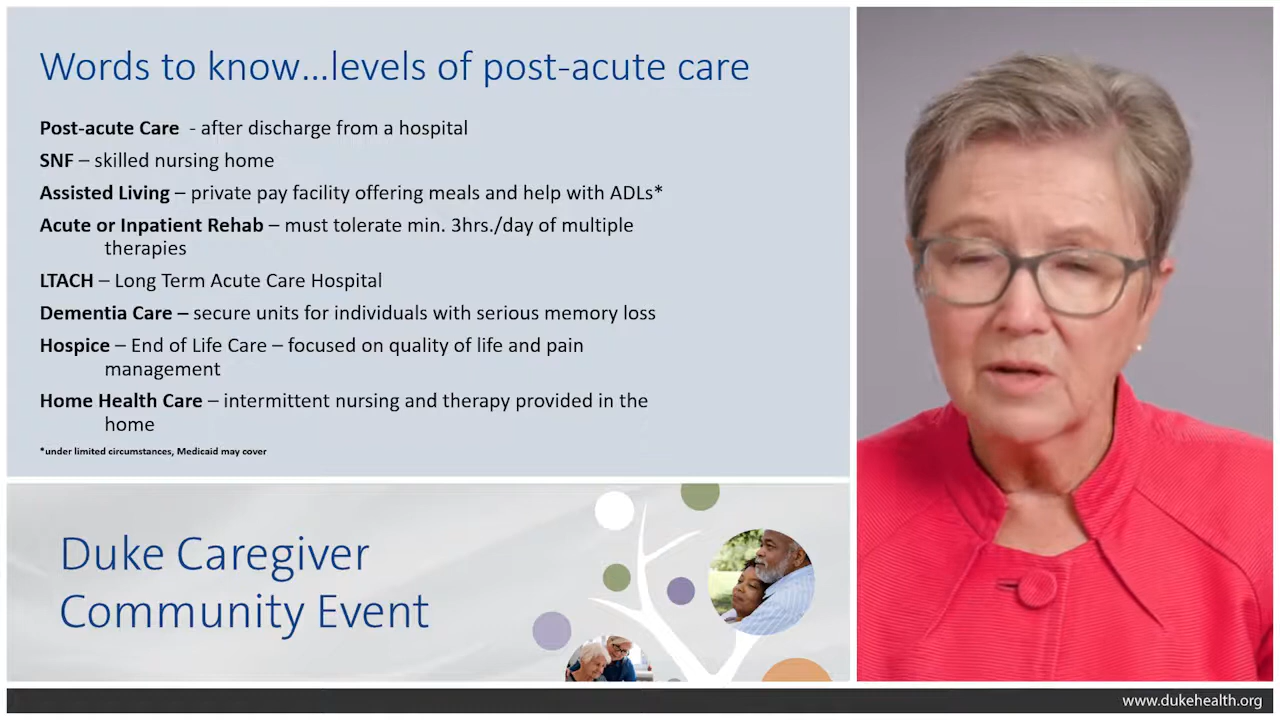 Words to know...levels of post-acute care
Post-acute Care - after discharge from a hospital
SNF – skilled nursing home
Assisted Living – private pay facility offering meals and help with ADLs*
Acute or Inpatient Rehab – must tolerate min. 3hrs./day of multiple
therapies
LTACH – Long Term Acute Care Hospital
Dementia Care – secure units for individuals with serious memory loss
Hospice – End of Life Care – focused on quality of life and pain
management
Home Health Care – intermittent nursing and therapy provided in the
home
*under limited circumstances, Medicaid may cover
Duke Caregiver
Community Event
www.dukehealth.org